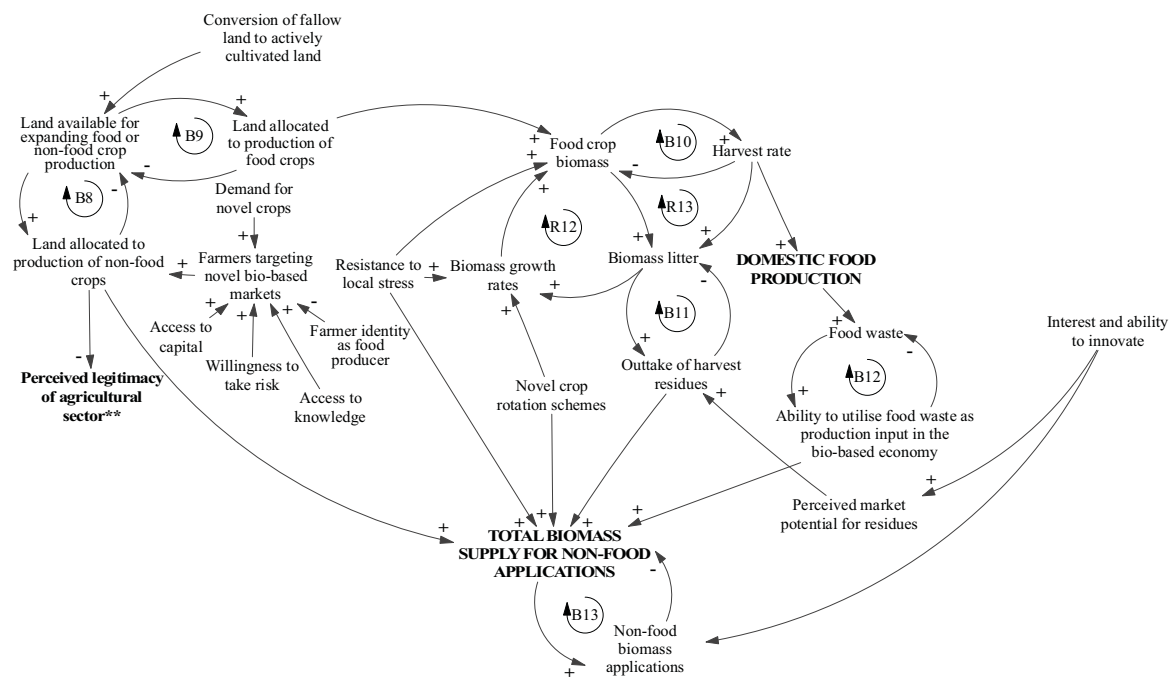 Conversion of fallow
land to actively
cultivated land
+
+
Land available for
expanding food or
non-food crop
production
B9
Land allocated
to production of
food crops
-
+
+
Food crop
biomass
B10
+
Harvest rate
-
B8
-
+
Demand for
novel crops
+
R12
R13
+
+
+
Land allocated to
production of non-food
crops
+
+
Farmers targeting
novel bio-based
markets
Resistance to
local stress
+
Biomass growth
rates
+
+
Biomass litter
-
DOMESTIC FOOD
PRODUCTION
+
+
+
-
Access to
capital
Farmer identity
as food
producer
Willingness to
take risk
Access to
knowledge
B11
+
Outtake of harvest
residues
+
+
Food waste
-
B12
+
Interest and ability
to innovate
-
Perceived legitimacy
of agricultural
sector**
Novel crop
rotation schemes
Ability to utilise food waste as
production input in the
bio-based economy
+
Perceived market
potential for residues
+
+
+
+
+
TOTAL BIOMASS
SUPPLY FOR NON-FOOD
APPLICATIONS
-
B13
+
Non-food
biomass
applications